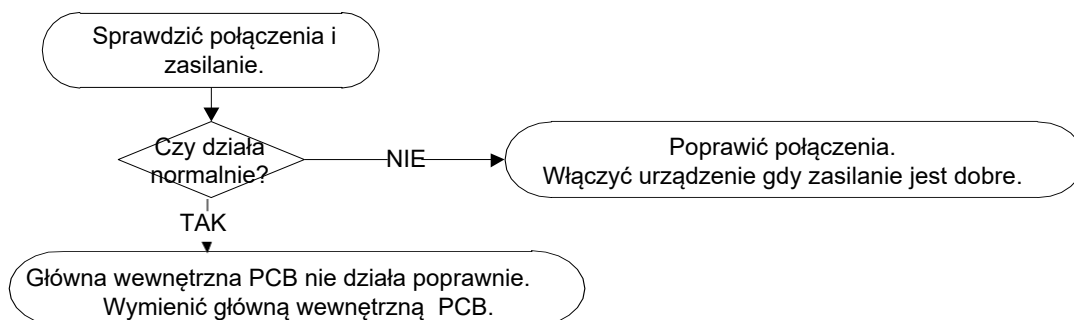 Sprawdzić połączenia i
zasilanie.
Czy działa
normalnie?
NIE
Poprawić połączenia.
Włączyć urządzenie gdy zasilanie jest dobre.
TAK
Główna wewnętrzna PCB nie działa poprawnie.
Wymienić główną wewnętrzną PCB.